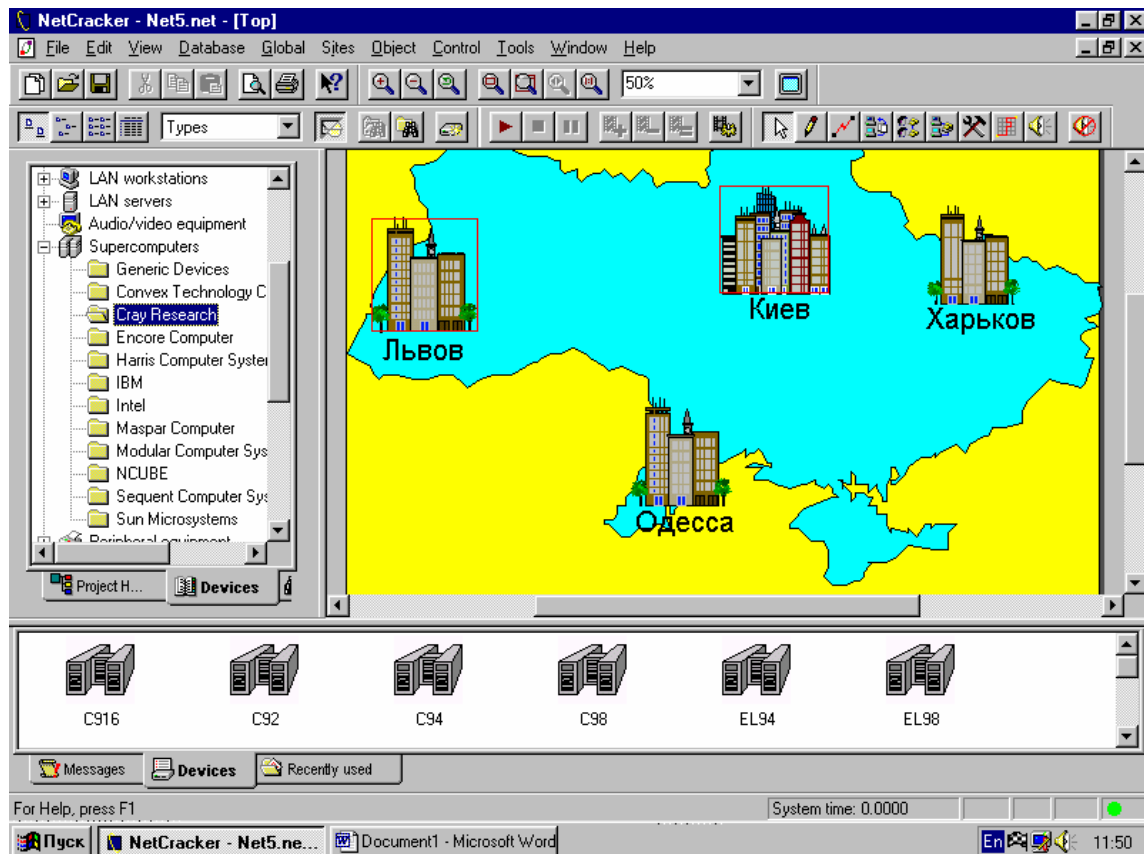 NetCracker - Net5.net - [Top]
File Edit View Database Global Sites Object Control Tools Window Help
50%
Types
LAN workstations
LAN servers
Audio/video equipment
Supercomputers
Generic Devices
Convex Technology C
Cray Research
Encore Computer
Harris Computer System
IBM
Intel
Maspar Computer
Modular Computer Sys
NCUBE
Sequent Computer Sys
Sun Microsystems
Peripheral equipment
Project H... Devices
Львов
Киев
Харьков
Одесса
C916 C92 C94 C98 EL94 EL98
Messages Devices Recently used
For Help, press F1 System time: 0.0000
Пуск NetCracker - Net5.ne... Document1 - Microsoft Word En 11:50